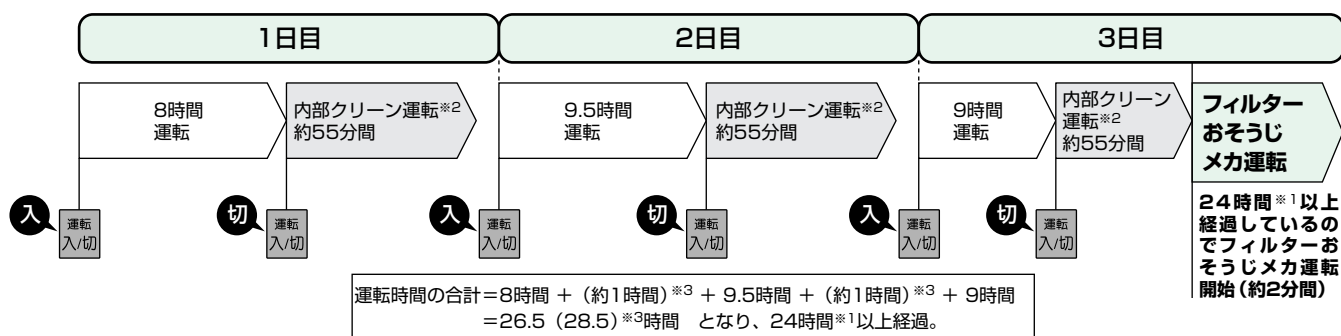 1日目
2日目
3日目
8時間
運転
内部クリーン運転※2
約55分間
9.5時間
運転
内部クリーン運転※2
約55分間
9時間
運転
内部クリーン
運転※2
約55分間
フィルター
おそうじ
メカ運転
入
運転
入/切
切
運転
入/切
入
運転
入/切
切
運転
入/切
入
運転
入/切
切
運転
入/切
24時間※1以上
経過しているの
でフィルターお
そうじメカ運転
開始(約2分間)
運転時間の合計=8時間 + (約1時間)※3 + 9.5時間 + (約1時間)※3 + 9時間
=26.5 (28.5)※3時間 となり、24時間※1以上経過。